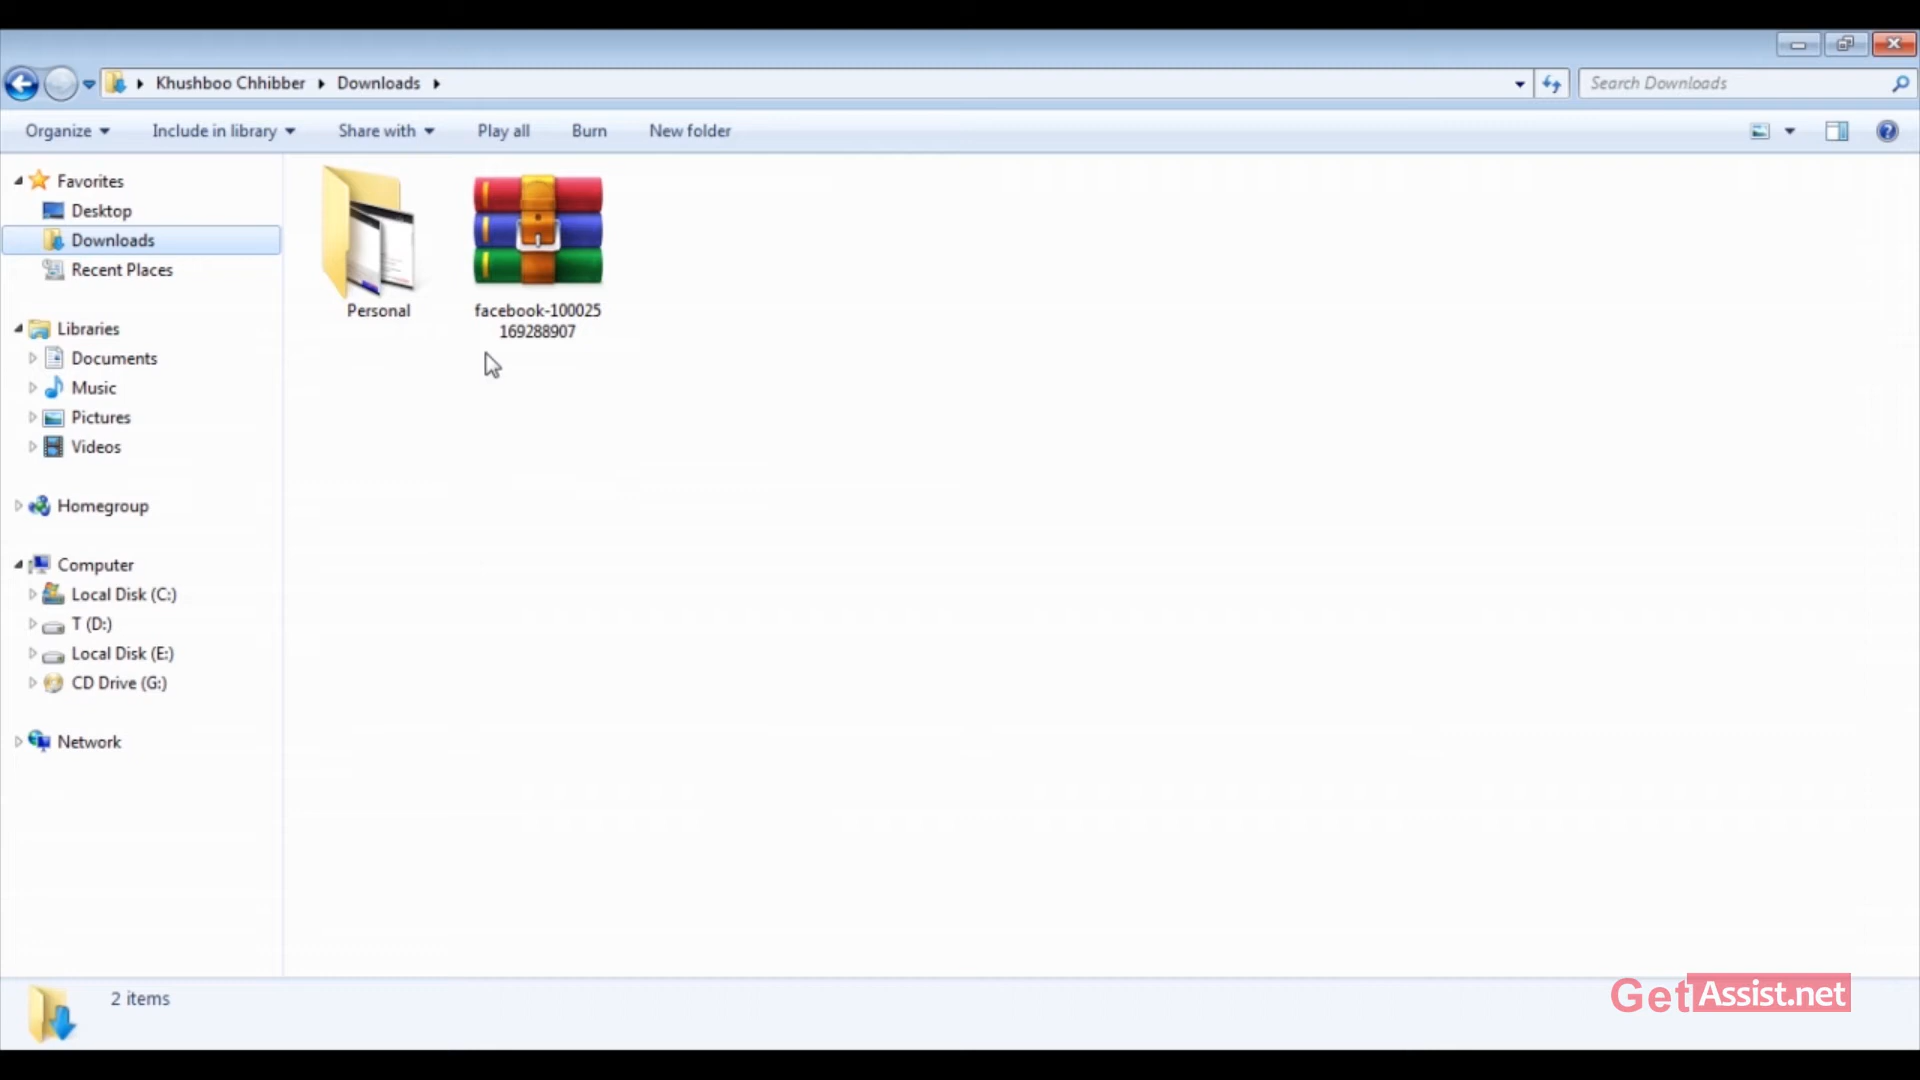 Khushboo Chhibber Downloads
Search Downloads
Organize Include in library Share with Play all Burn New folder
Favorites
Desktop
Downloads
Recent Places
Libraries
Documents
Music
Pictures
Videos
Homegroup
Computer
Local Disk (C:)
T (D:)
Local Disk (E:)
CD Drive (G:)
Network
Personal
facebook-100025
169288907
2 items
GetAssist.net